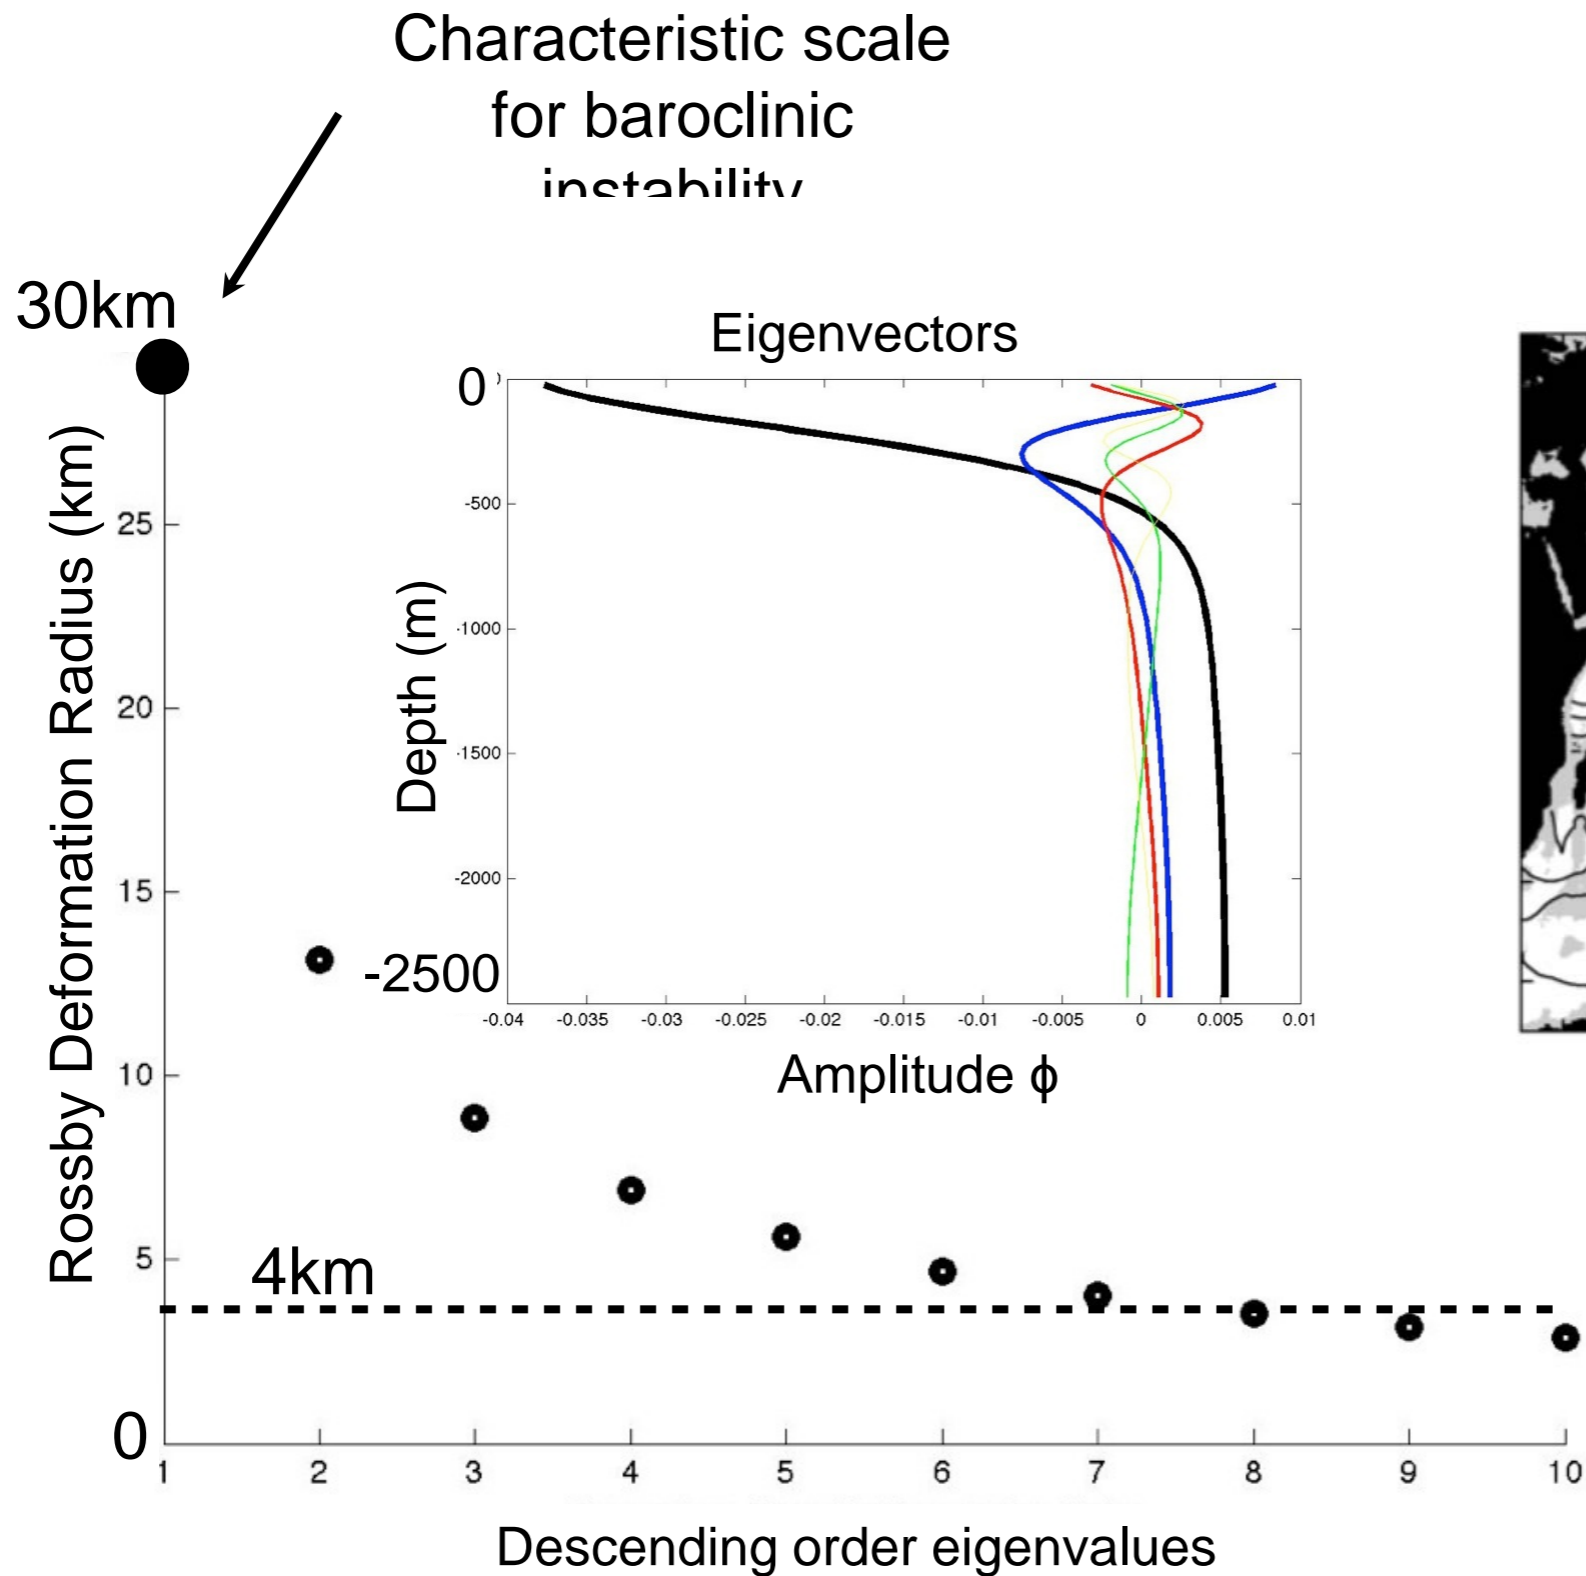 Characteristic scale
for baroclinic
instability
30km
Rossby Deformation Radius (km)
25
20
15
10
5
0
4km
1 2 3 4 5 6 7 8 9 10
Descending order eigenvalues
Eigenvectors
0
-500
-1000
-1500
-2000
-2500
Depth (m)
-0.04 -0.035 -0.03 -0.025 -0.02 -0.015 -0.01 -0.005 0 0.005 0.01
Amplitude ϕ